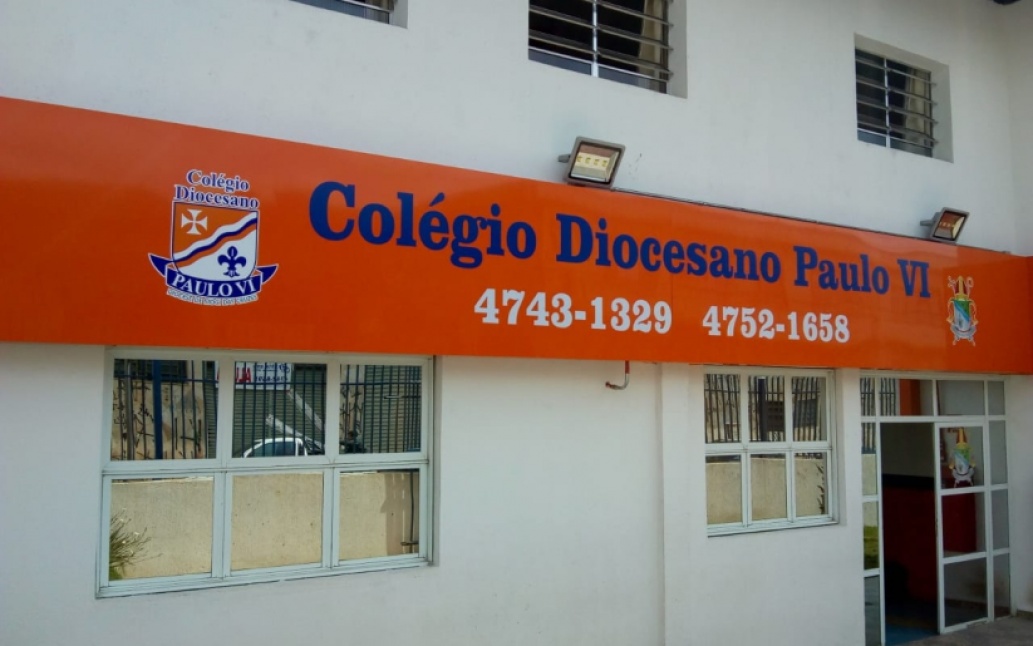 Colégio
Diocesano
PAULO VI
Colégio Diocesano Paulo VI
4743-1329 4752-1658